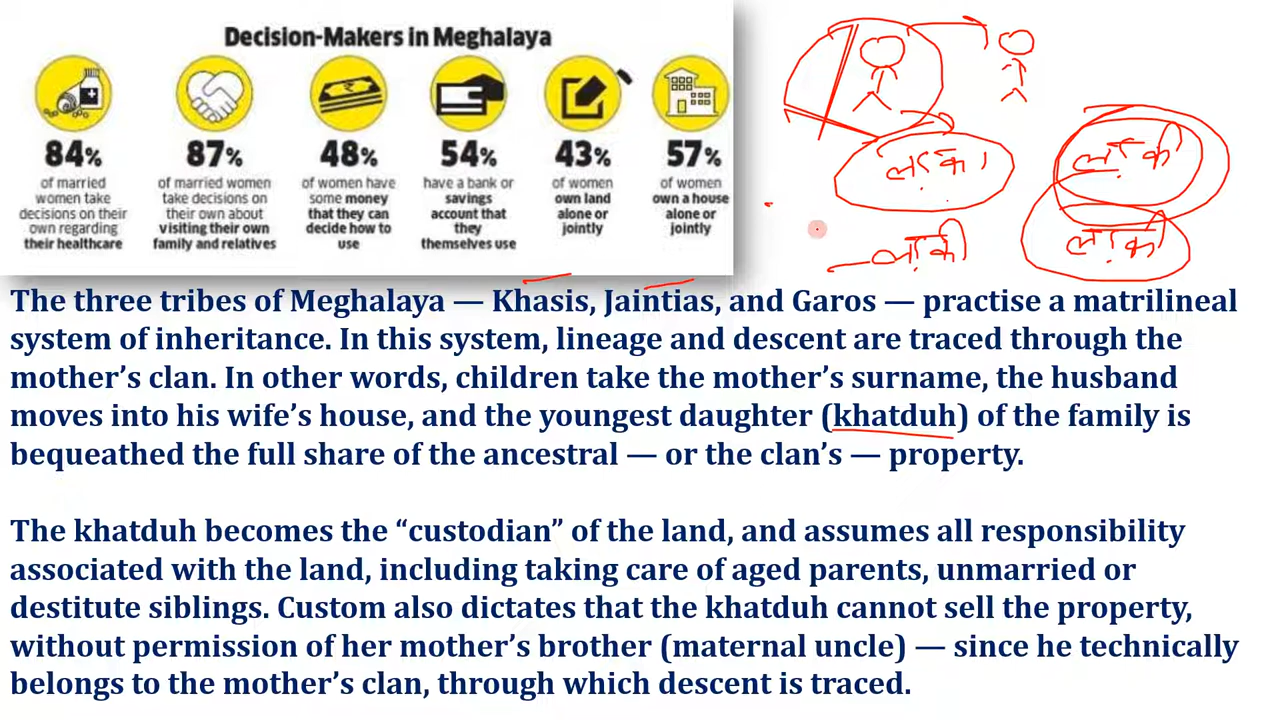 Decision-Makers in Meghalaya
84%
of married
women take
decisions on their
own regarding
their healthcare
87%
of married women
take decisions on
their own about
visiting their own
family and relatives
48%
of women have
some money
that they can
decide how to
use
54%
have a bank or
savings
account that
they
themselves use
43%
of women
own land
alone or
jointly
57%
of women
own a house
alone or
jointly
लड़का
लड़की
लड़की
लड़की
The three tribes of Meghalaya — Khasis, Jaintias, and Garos — practise a matrilineal
system of inheritance. In this system, lineage and descent are traced through the
mother’s clan. In other words, children take the mother’s surname, the husband
moves into his wife’s house, and the youngest daughter (khatduh) of the family is
bequeathed the full share of the ancestral — or the clan’s — property.
The khatduh becomes the “custodian” of the land, and assumes all responsibility
associated with the land, including taking care of aged parents, unmarried or
destitute siblings. Custom also dictates that the khatduh cannot sell the property,
without permission of her mother’s brother (maternal uncle) — since he technically
belongs to the mother’s clan, through which descent is traced.